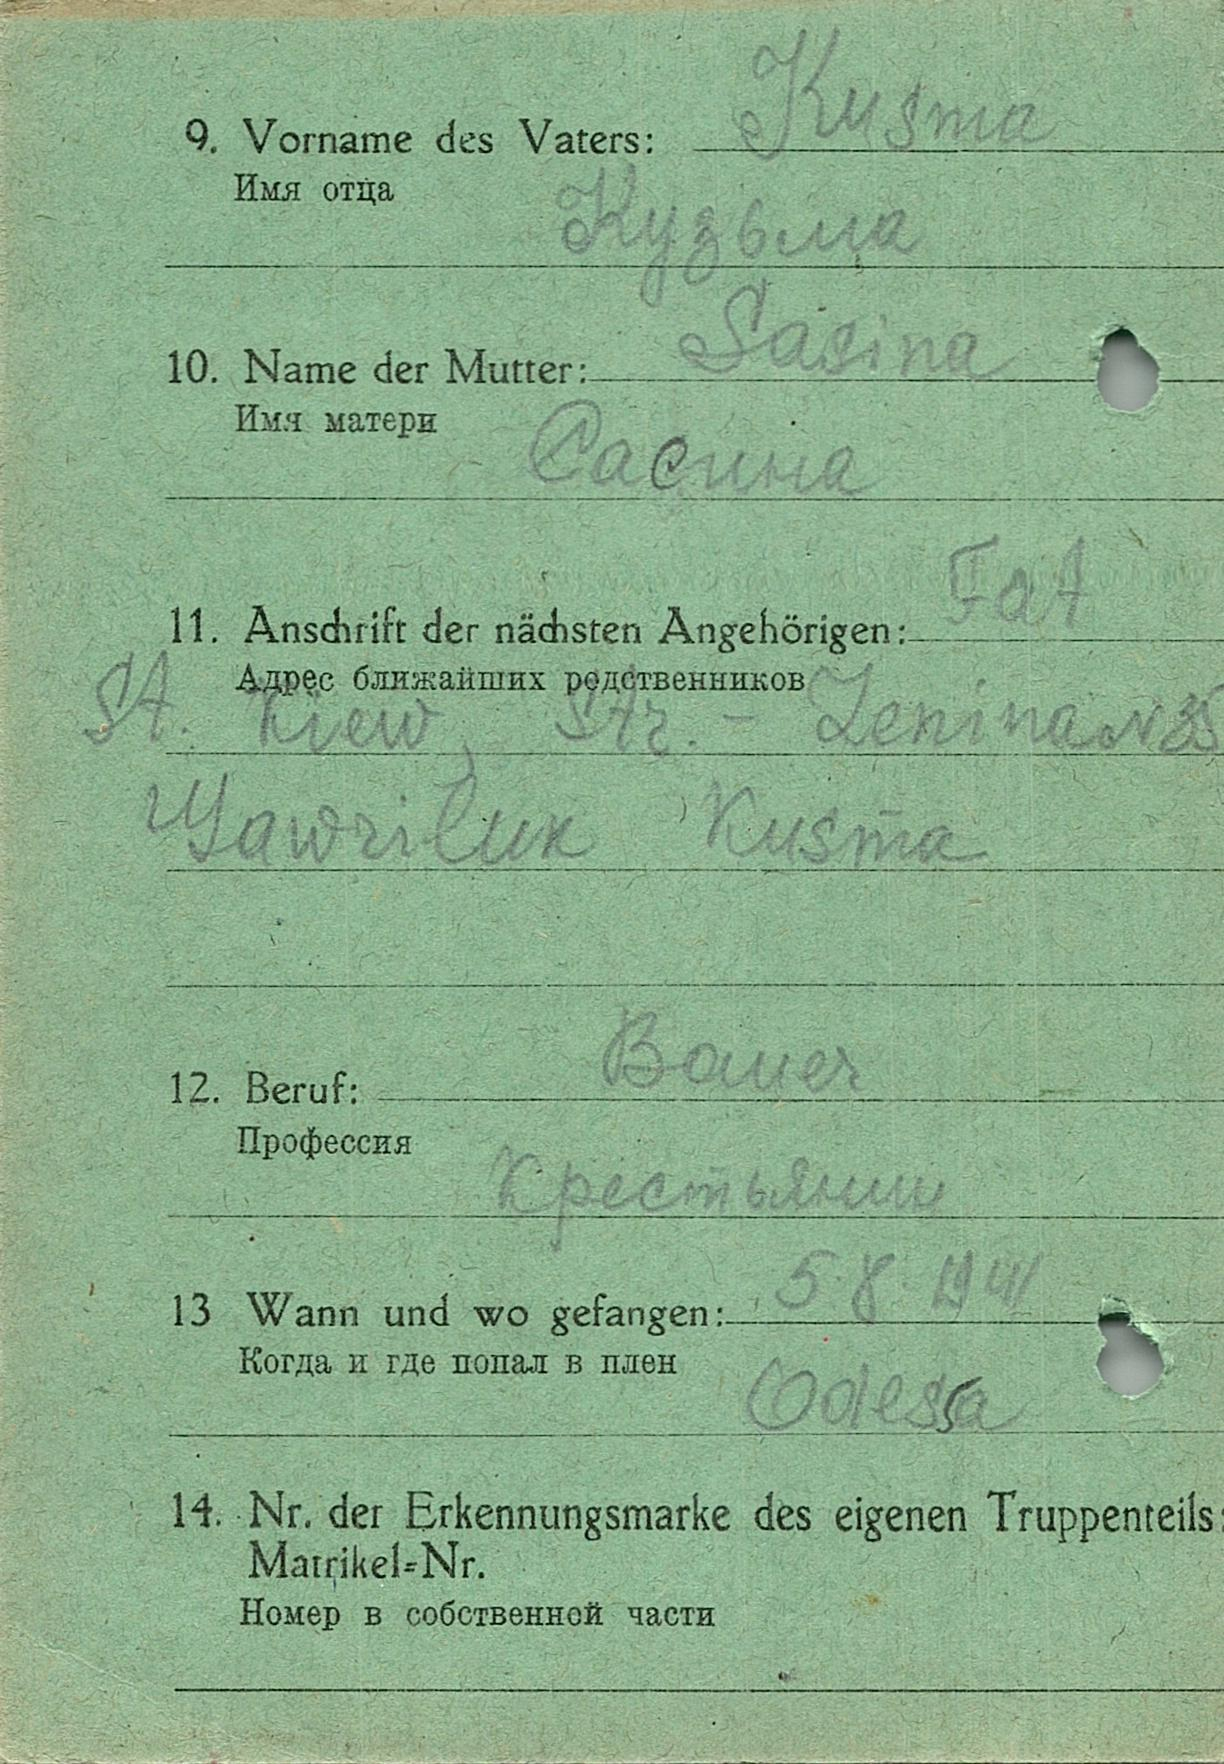 9. Vorname des Vaters: Kusma
Имя отца
Кузьма
10. Name der Mutter: Sasina
Имя матери
Сасина
11. Anschrift der nächsten Angehörigen: Fat
Адрес ближайших родственников
St. Kiew, Str. - Lenina N 35
Gawriluk Kusma
12. Beruf: Bauer
Профессия
Крестьянин
13 Wann und wo gefangen: 5. 8. 1941
Когда и где попал в плен
Odessa
14. Nr. der Erkennungsmarke des eigenen Truppenteils:
Matrikel-Nr.
Номер в собственной части